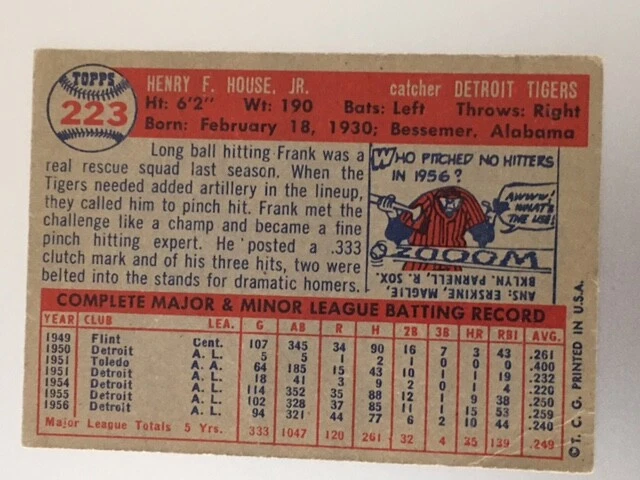 TOPPS
223
HENRY F. HOUSE, JR. catcher DETROIT TIGERS
Ht: 6'2" Wt: 190 Bats: Left Throws: Right
Born: February 18, 1930; Bessemer, Alabama
Long ball hitting Frank was a
real rescue squad last season. When the
Tigers needed added artillery in the lineup,
they called him to pinch hit. Frank met the
challenge like a champ and became a fine
pinch hitting expert. He posted a .333
clutch mark and of his three hits, two were
belted into the stands for dramatic homers.
WHO PITCHED NO HITTERS
IN 1956?
AWWW!
WHAT'S
THE USE!
ZOOOM
ANS: ERSKINE, MAGLIE,
BKLYN. PARNELL, R. SOX.
COMPLETE MAJOR & MINOR LEAGUE BATTING RECORD
YEAR CLUB LEA. G AB R H 2B 3B HR RBI AVG.
1949 Flint Cent. 107 345 34 90 16 7 3 43 .261
1950 Detroit A. L. 5 5 1 2 1 0 0 0 .400
1951 Toledo A. A. 64 185 15 43 10 1 1 19 .232
1951 Detroit A. L. 18 41 3 9 2 0 1 4 .220
1954 Detroit A. L. 114 352 35 88 12 1 9 38 .250
1955 Detroit A. L. 102 328 37 85 11 1 15 53 .259
1956 Detroit A. L. 94 321 44 77 6 2 10 44 .240
Major League Totals 5 Yrs. 333 1047 120 261 32 4 35 139 .249
©T. C. G. PRINTED IN U.S.A.